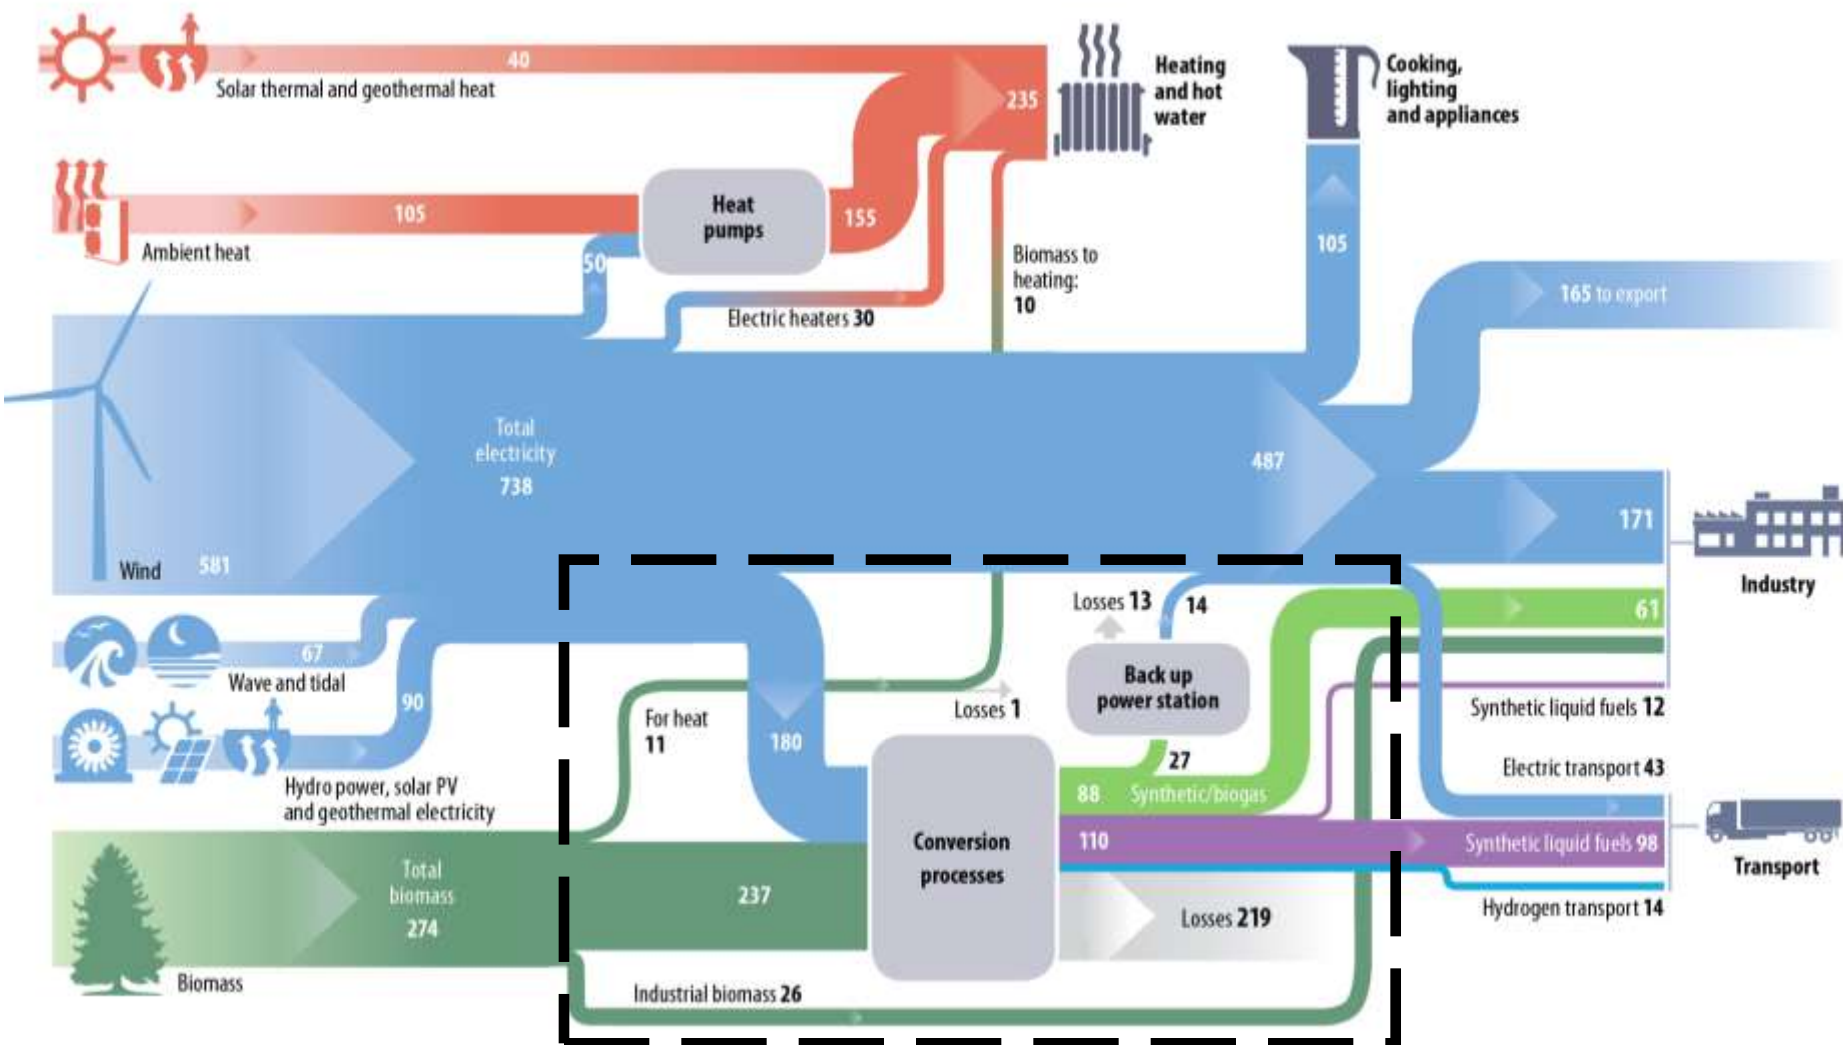 40
Solar thermal and geothermal heat
235
Heating
and hot
water
Cooking,
lighting
and appliances
105
Ambient heat
Heat
pumps
155
50
Electric heaters 30
Biomass to
heating:
10
105
165 to export
Total
electricity
738
487
Wind
581
171
Industry
67
Wave and tidal
90
Hydro power, solar PV
and geothermal electricity
For heat
11
180
Losses 1
Losses 13
14
Back up
power station
27
61
Synthetic liquid fuels 12
Electric transport 43
88
Synthetic/biogas
110
Synthetic liquid fuels 98
Transport
Hydrogen transport 14
Conversion
processes
Losses 219
Total
biomass
274
237
Biomass
Industrial biomass 26